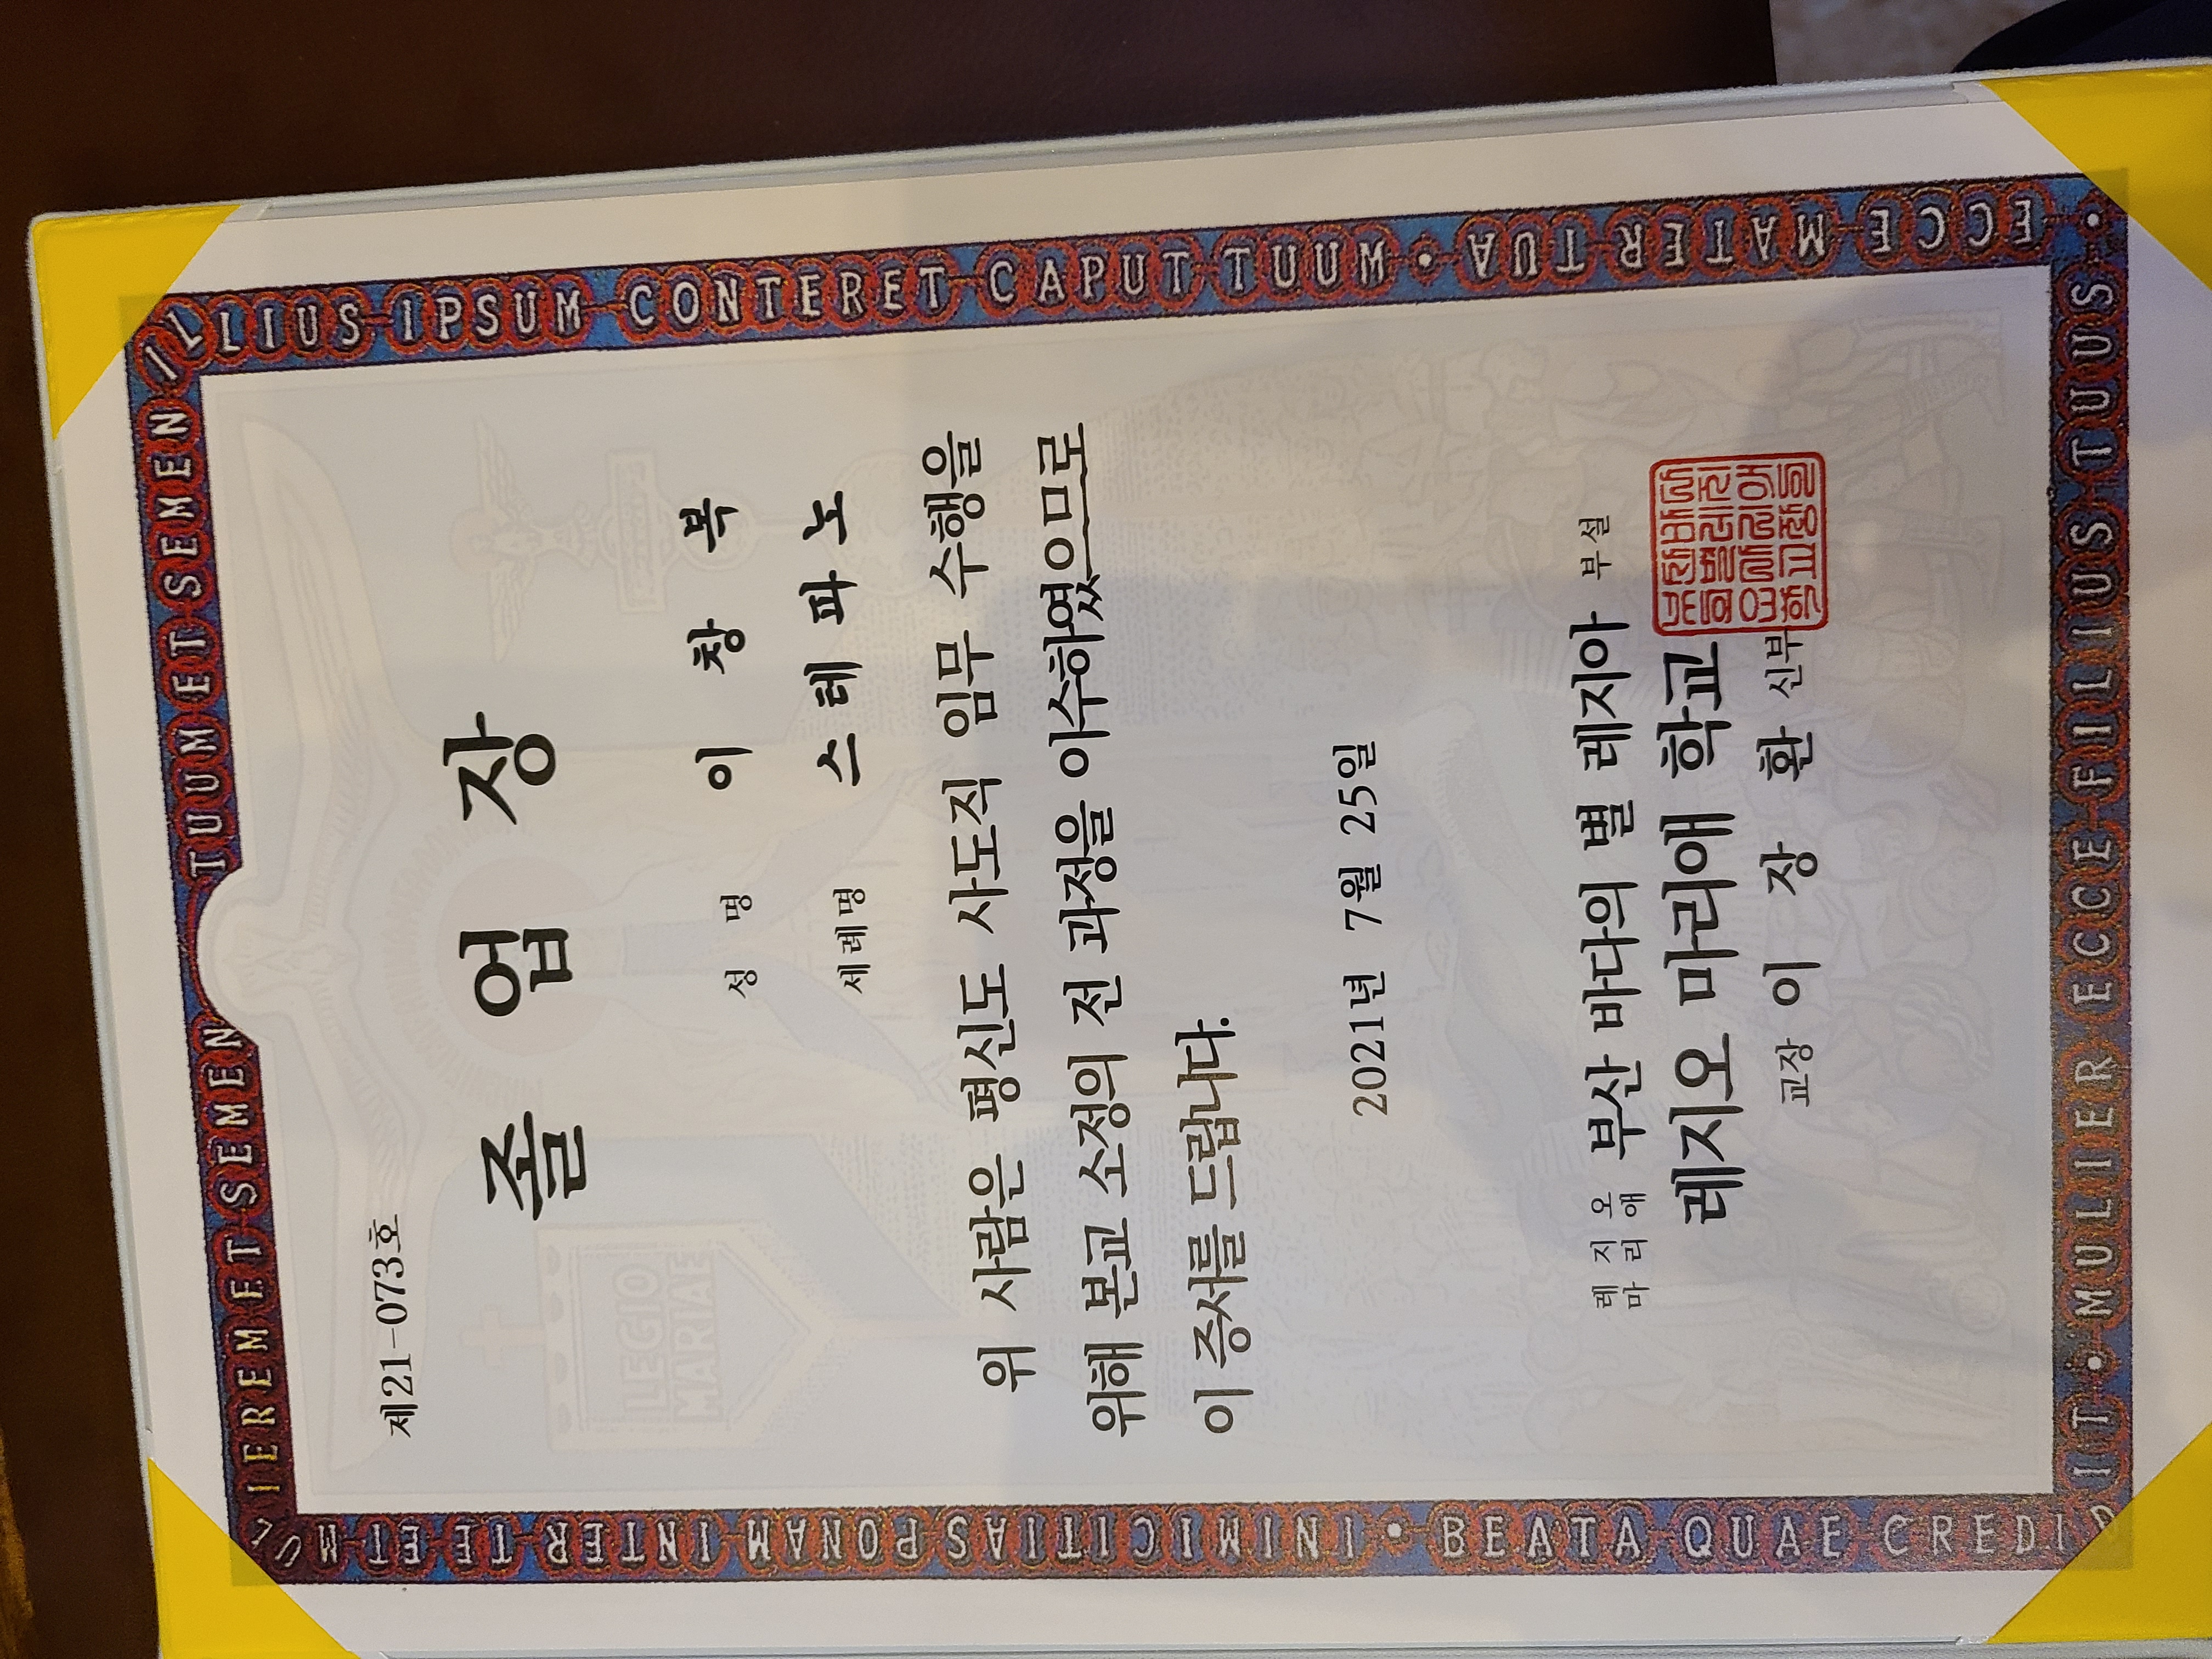 제21-073호
졸 업 장
성 명 이 창 복
세례명 스 테 파 노
위 사람은 평신도 사도직 임무 수행을
위해 본교 소정의 전 과정을 이수하였으므로
이 증서를 드립니다.
2021년 7월 25일
레 지 오
마 리 애 부산 바다의 별 레지아 부설
레지오 마리애 학교
교장 이 장 환 신부
LEGIO
MARIAE
INIMICITIAS PONAM INTER TE ET MULIEREM ET SEMEN
TUUM ET SEMEN ILLIUS IPSUM CONTERET CAPUT TUUM
ECCE MATER TUA
MULIER ECCE FILIUS TUUS
BEATA QUAE CREDIDIT